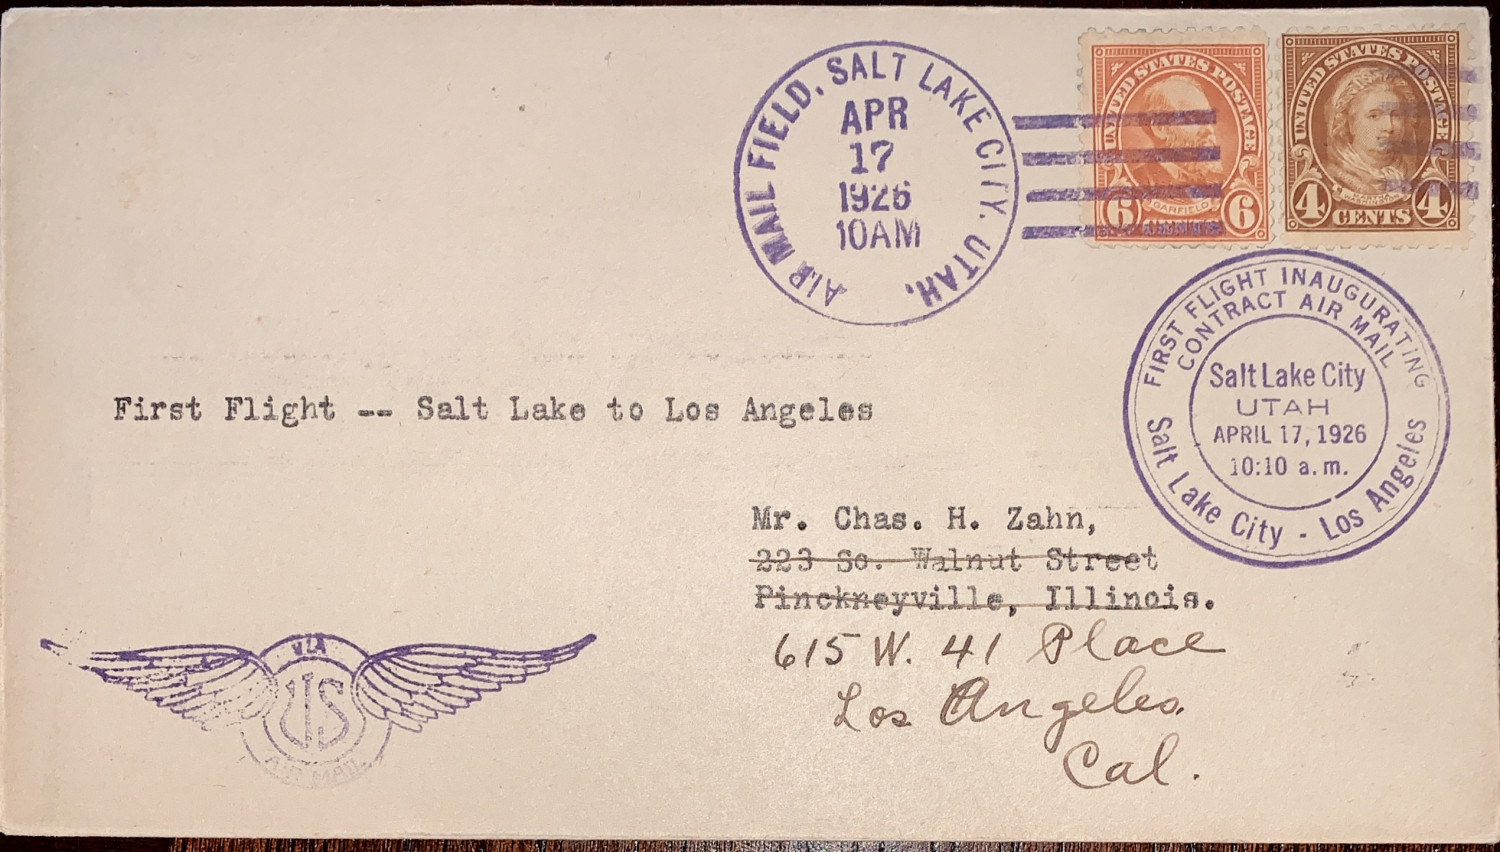 AIR MAIL FIELD, SALT LAKE CITY, UTAH.
APR
17
1926
10AM
UNITED STATES POSTAGE
GARFIELD
6 6
UNITED STATES POSTAGE
4 CENTS 4
FIRST FLIGHT INAUGURATING
CONTRACT AIR MAIL
Salt Lake City
UTAH
APRIL 17, 1926
10:10 a.m.
Salt Lake City - Los Angeles
First Flight -- Salt Lake to Los Angeles
Mr. Chas. H. Zahn,
223 So. Walnut Street
Pinckneyville, Illinois.
615 W. 41 Place
Los Angeles
Cal.
VIA
US
AIR MAIL